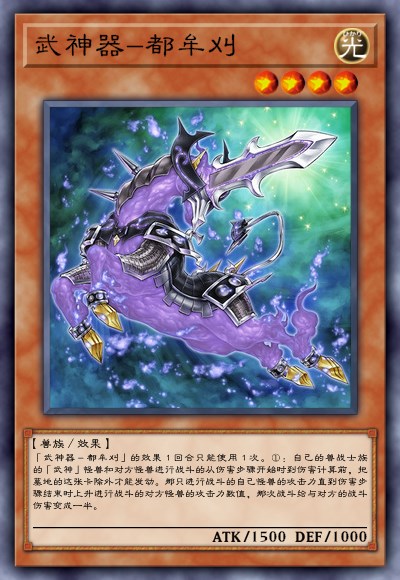 武神器-都牟刈
光
【兽族/效果】
「武神器-都牟刈」的效果1回合只能使用1次。①:自己的兽战士族
的「武神」怪兽和对方怪兽进行战斗的从伤害步骤开始时到伤害计算前,把
墓地的这张卡除外才能发动。那只进行战斗的自己怪兽的攻击力直到伤害步
骤结束时上升进行战斗的对方怪兽的攻击力数值,那次战斗给与对方的战斗
伤害变成一半。
ATK/1500 DEF/1000